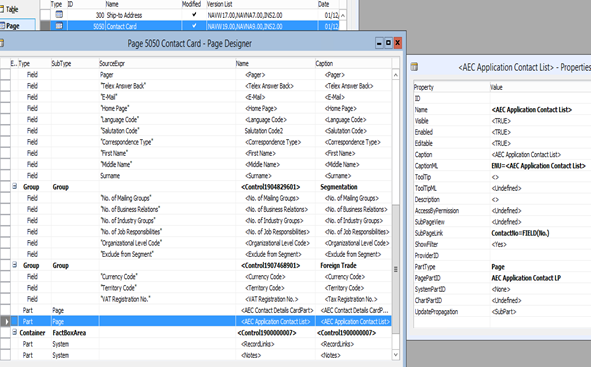 Table
Page
Type ID Name Modified Version List Date
300 Ship-to Address NAVW17.00,NAVNA7.00,INS2.00 01/12
5050 Contact Card NAVW19.00,NAVNA9.00,INS2.00 01/12
Page 5050 Contact Card - Page Designer
E.. Type SubType SourceExpr Name Caption
Field Pager <Pager> <Pager>
Field "Telex Answer Back" <Telex Answer Back> <Telex Answer Back>
Field "E-Mail" <E-Mail> <E-Mail>
Field "Home Page" <Home Page> <Home Page>
Field "Language Code" <Language Code> <Language Code>
Field "Salutation Code" Salutation Code2 <Salutation Code>
Field "Correspondence Type" <Correspondence Type> <Correspondence Type>
Field "First Name" <First Name> <First Name>
Field "Middle Name" <Middle Name> <Middle Name>
Field Surname <Surname> <Surname>
Group Group <Control1904829601> Segmentation
Field "No. of Mailing Groups" <No. of Mailing Groups> <No. of Mailing Groups>
Field "No. of Business Relations" <No. of Business Relations> <No. of Business Relations>
Field "No. of Industry Groups" <No. of Industry Groups> <No. of Industry Groups>
Field "No. of Job Responsibilities" <No. of Job Responsibilities> <No. of Job Responsibilities>
Field "Organizational Level Code" <Organizational Level Code> <Organizational Level Code>
Field "Exclude from Segment" <Exclude from Segment> <Exclude from Segment>
Group Group <Control1907468901> Foreign Trade
Field "Currency Code" <Currency Code> <Currency Code>
Field "Territory Code" <Territory Code> <Territory Code>
Field "VAT Registration No." <VAT Registration No.> <Tax Registration No.>
Part Page <AEC Contact Details CardPart> <AEC Contact Details CardP...
Part Page <AEC Application Contact List> <AEC Application Contact List>
Container FactBoxArea <Control1900000007> <Control1900000007>
Part System <RecordLinks> <RecordLinks>
Part System <Notes> <Notes>
<AEC Application Contact List> - Properties
Property Value
ID
Name <AEC Application Contact List>
Visible <TRUE>
Enabled <TRUE>
Editable <TRUE>
Caption <AEC Application Contact List>
CaptionML ENU=<AEC Application Contact List>
ToolTip <>
ToolTipML <Undefined>
Description <>
AccessByPermission <Undefined>
SubPageView <Undefined>
SubPageLink ContactNo=FIELD(No.)
ShowFilter <Yes>
ProviderID
PartType Page
PagePartID AEC Application Contact LP
SystemPartID <None>
ChartPartID <Undefined>
UpdatePropagation <SubPart>